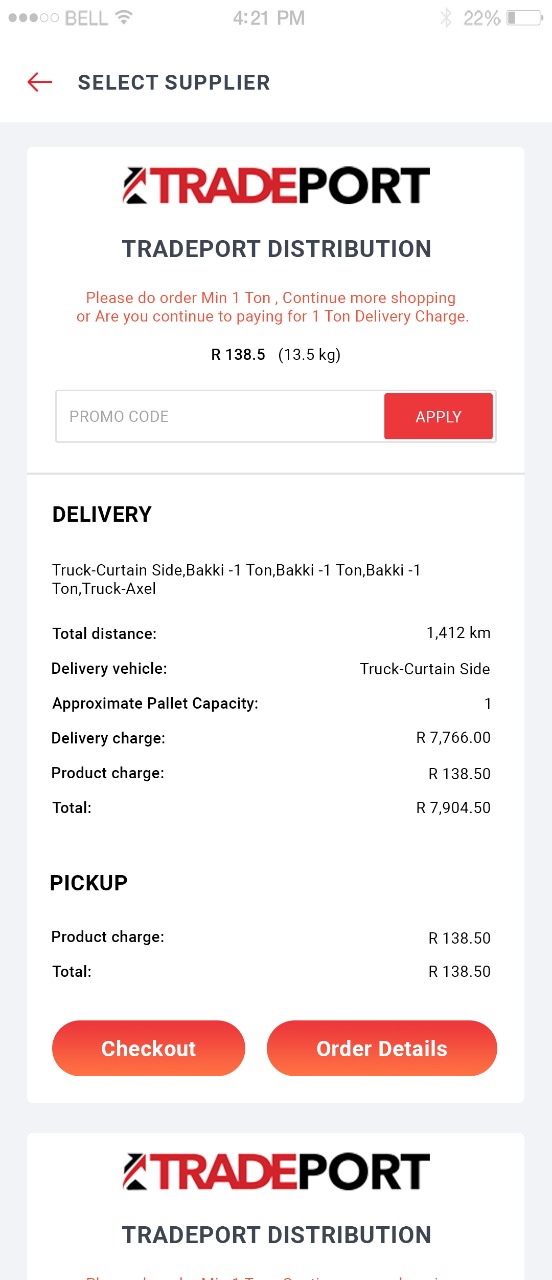 BELL 4:21 PM 22%
SELECT SUPPLIER
TRADEPORT
TRADEPORT DISTRIBUTION
Please do order Min 1 Ton , Continue more shopping
or Are you continue to paying for 1 Ton Delivery Charge.
R 138.5 (13.5 kg)
PROMO CODE APPLY
DELIVERY
Truck-Curtain Side,Bakki -1 Ton,Bakki -1 Ton,Bakki -1
Ton,Truck-Axel
Total distance: 1,412 km
Delivery vehicle: Truck-Curtain Side
Approximate Pallet Capacity: 1
Delivery charge: R 7,766.00
Product charge: R 138.50
Total: R 7,904.50
PICKUP
Product charge: R 138.50
Total: R 138.50
Checkout Order Details
TRADEPORT
TRADEPORT DISTRIBUTION